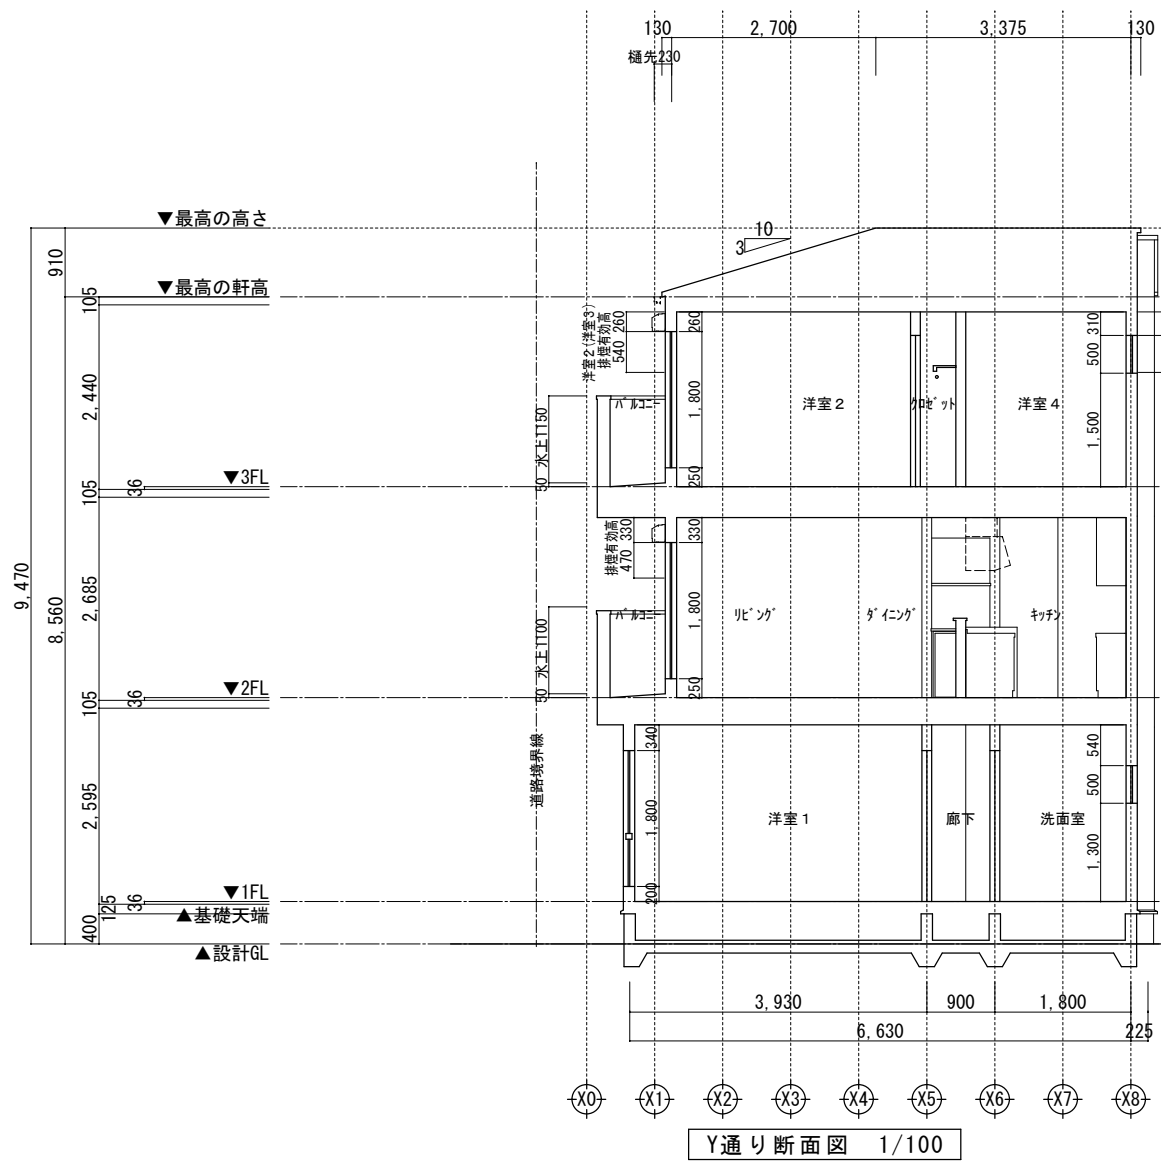 130
2,700
3,375
130
樋先230
▼最高の高さ
910
10
3
▼最高の軒高
105
洋室2(洋室3)
排煙有効高
540 260
260
310
500
2,440
1,800
1,500
バルコニー
洋室2
クロゼット
洋室4
50 水上1150
250
▼3FL
36
105
排煙有効高
470 330
330
9,470
8,560
2,685
1,800
バルコニー
リビング
ダイニング
キッチン
50 水上1100
250
▼2FL
36
105
340
540
500
道路境界線
2,595
1,800
洋室1
廊下
洗面室
1,300
200
▼1FL
36
125
▲基礎天端
400
▲設計GL
3,930
900
1,800
6,630
225
X0
X1
X2
X3
X4
X5
X6
X7
X8
Y通り断面図 1/100